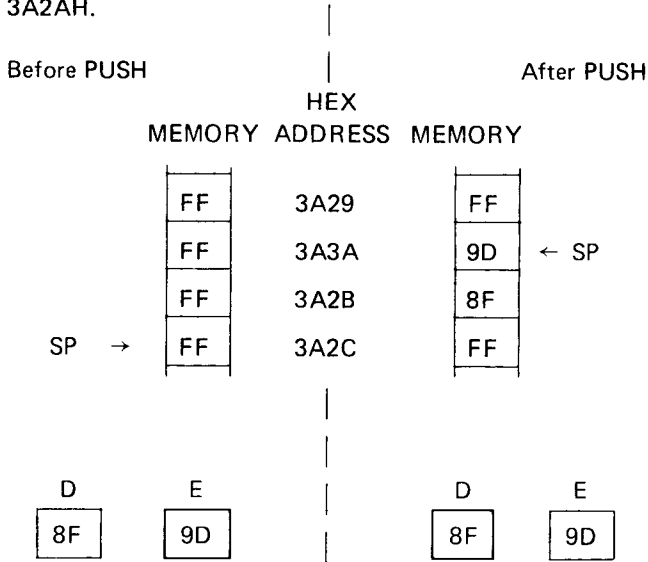 3A2AH.
Before PUSH After PUSH
HEX
MEMORY ADDRESS MEMORY
FF 3A29 FF
FF 3A3A 9D ← SP
FF 3A2B 8F
SP → FF 3A2C FF
D E D E
8F 9D 8F 9D